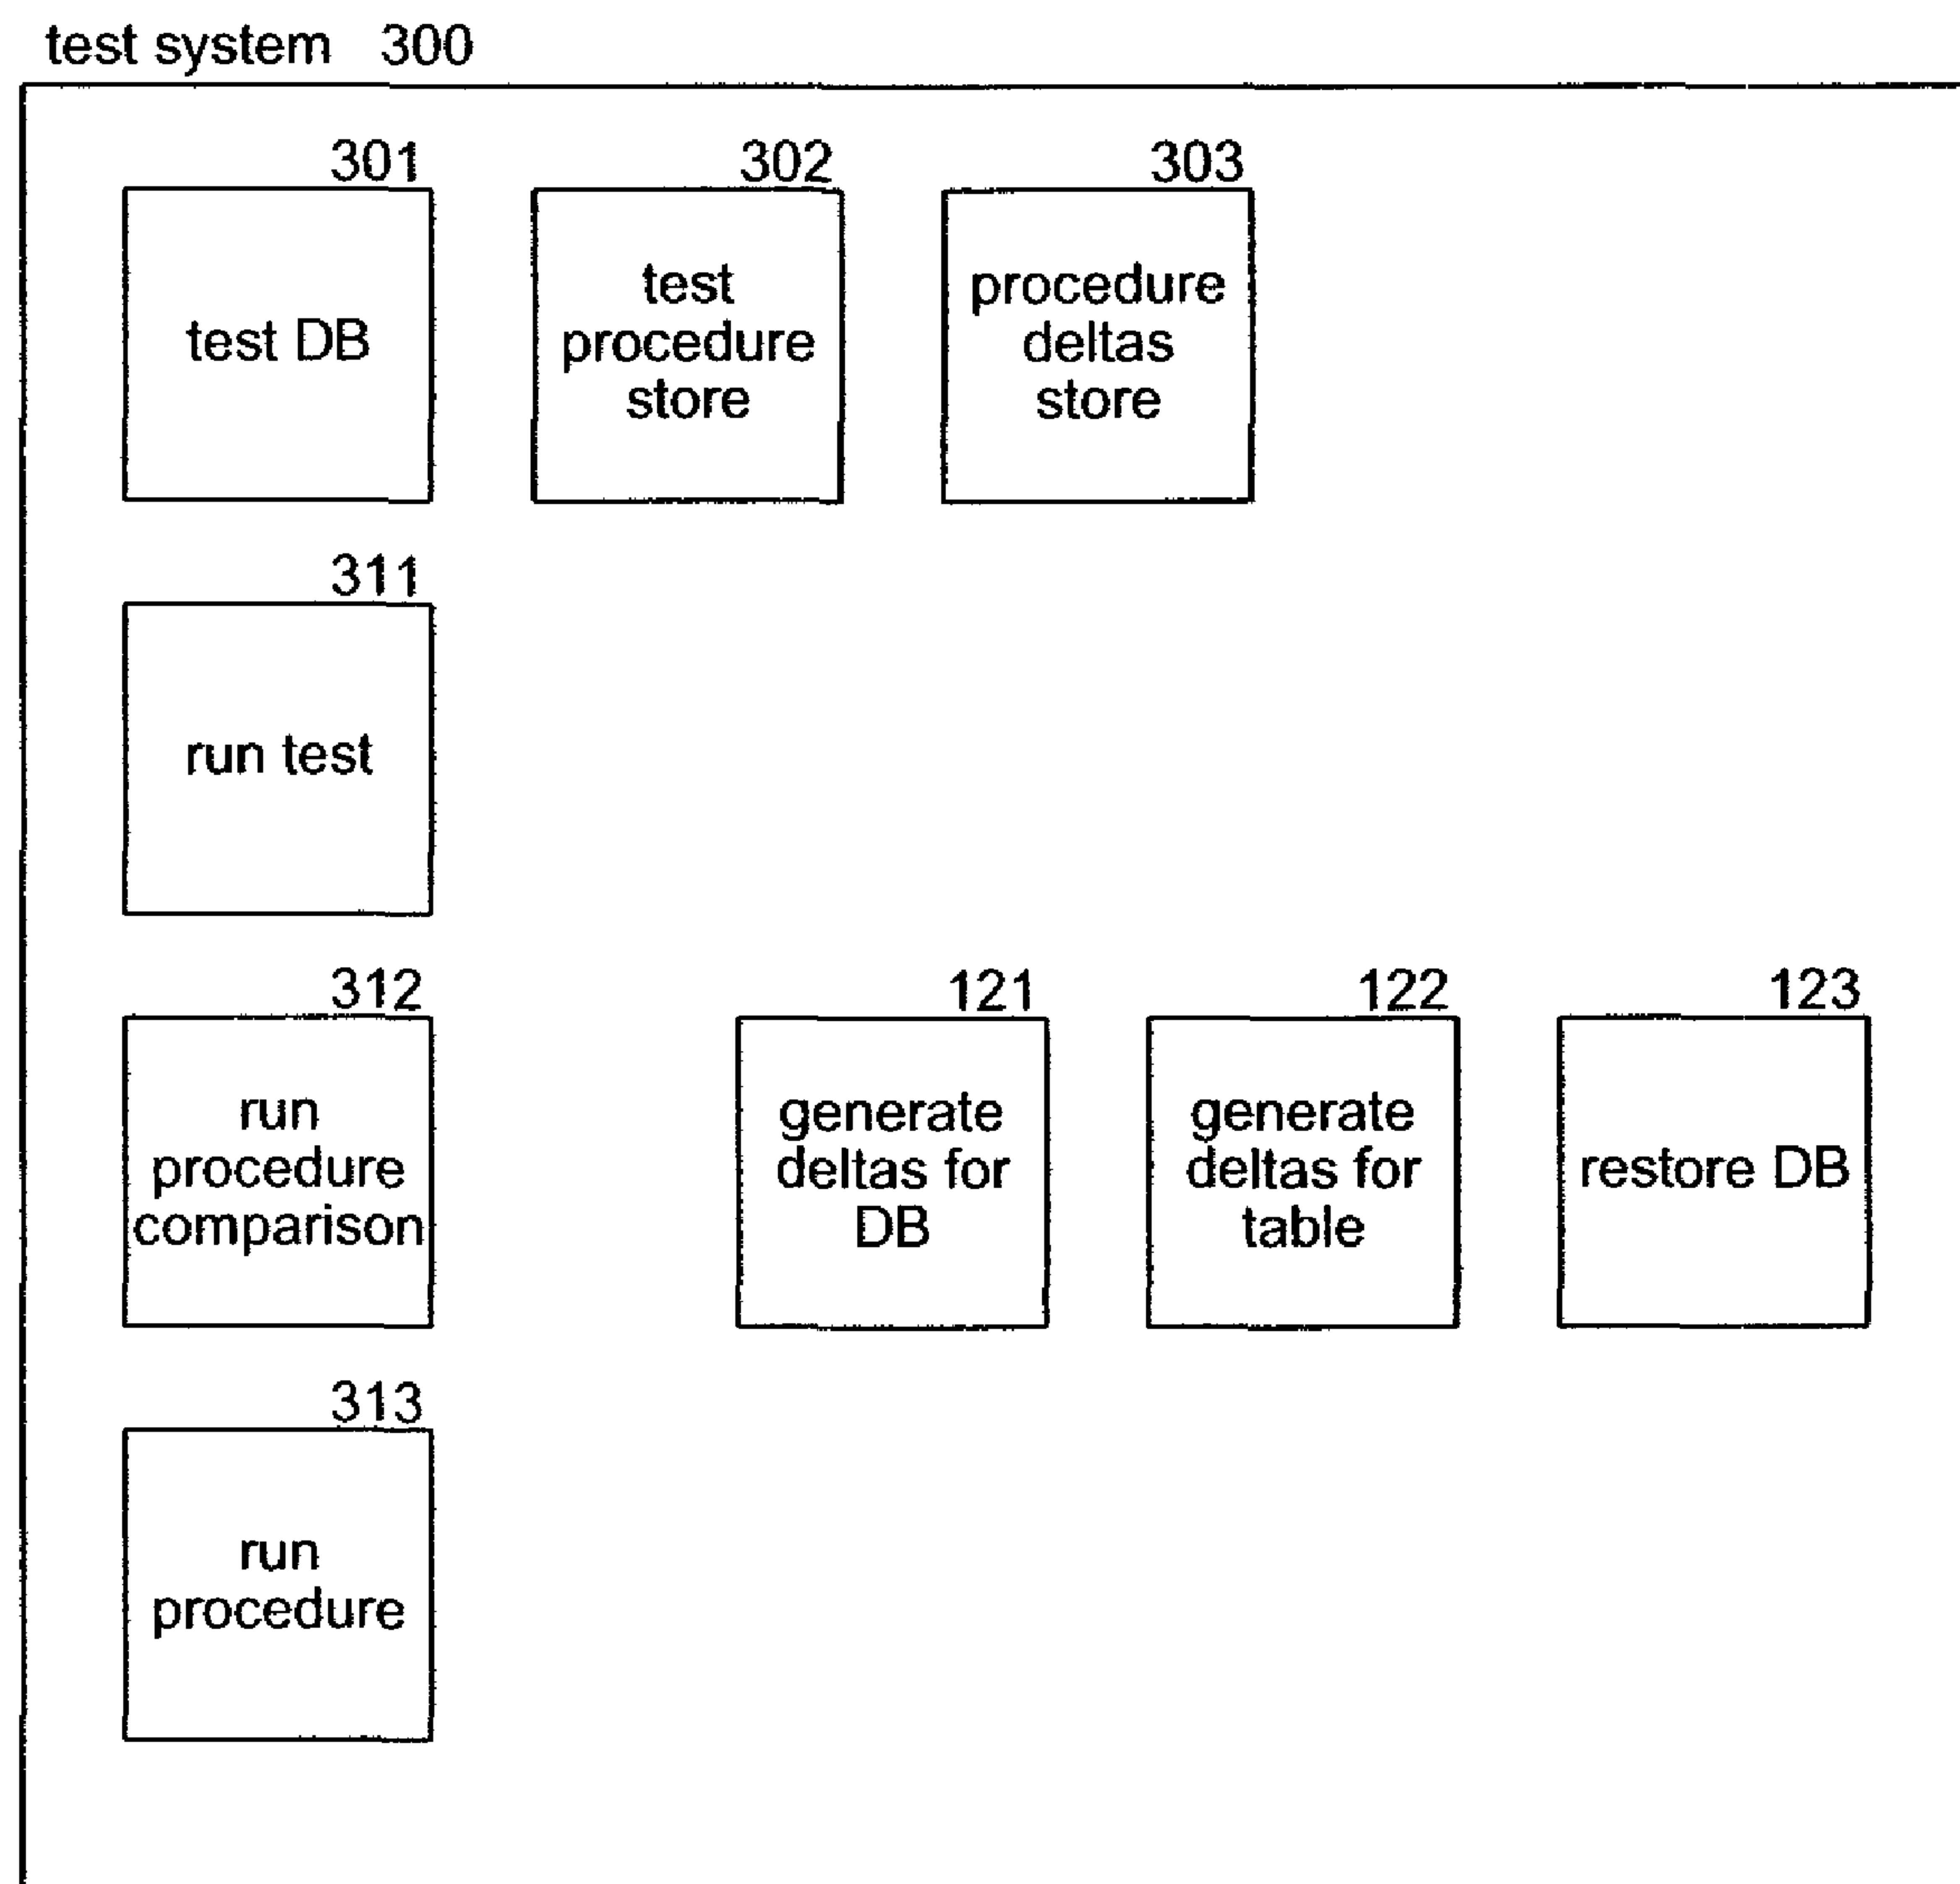 test system 300
301
test DB
302
test
procedure
store
303
procedure
deltas
store
311
run test
312
run
procedure
comparison
121
generate
deltas for
DB
122
generate
deltas for
table
123
restore DB
313
run
procedure